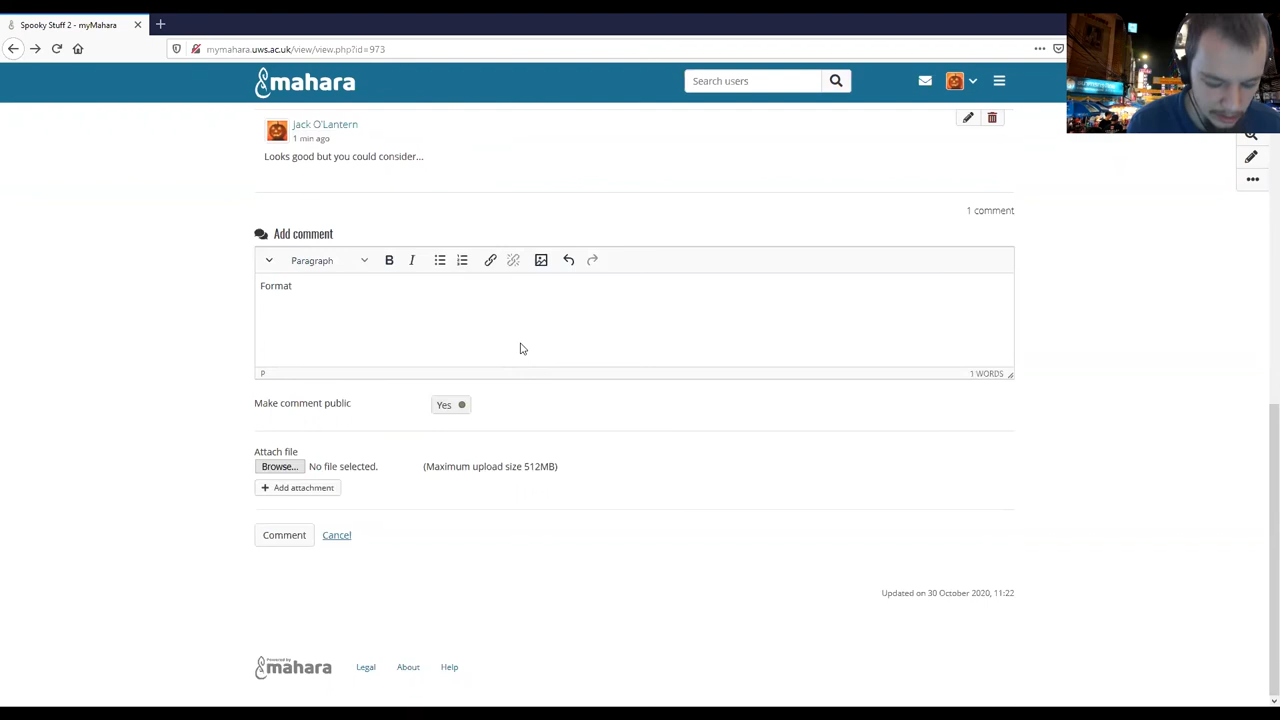 Spooky Stuff 2 - myMahara
mymahara.uws.ac.uk/view/view.php?id=973
mahara
Search users
Jack O'Lantern
1 min ago
Looks good but you could consider...
1 comment
Add comment
Paragraph
B I
Format
P
1 WORDS
Make comment public
Yes
Attach file
Browse... No file selected. (Maximum upload size 512MB)
+ Add attachment
Comment Cancel
Updated on 30 October 2020, 11:22
Powered by
mahara
Legal About Help